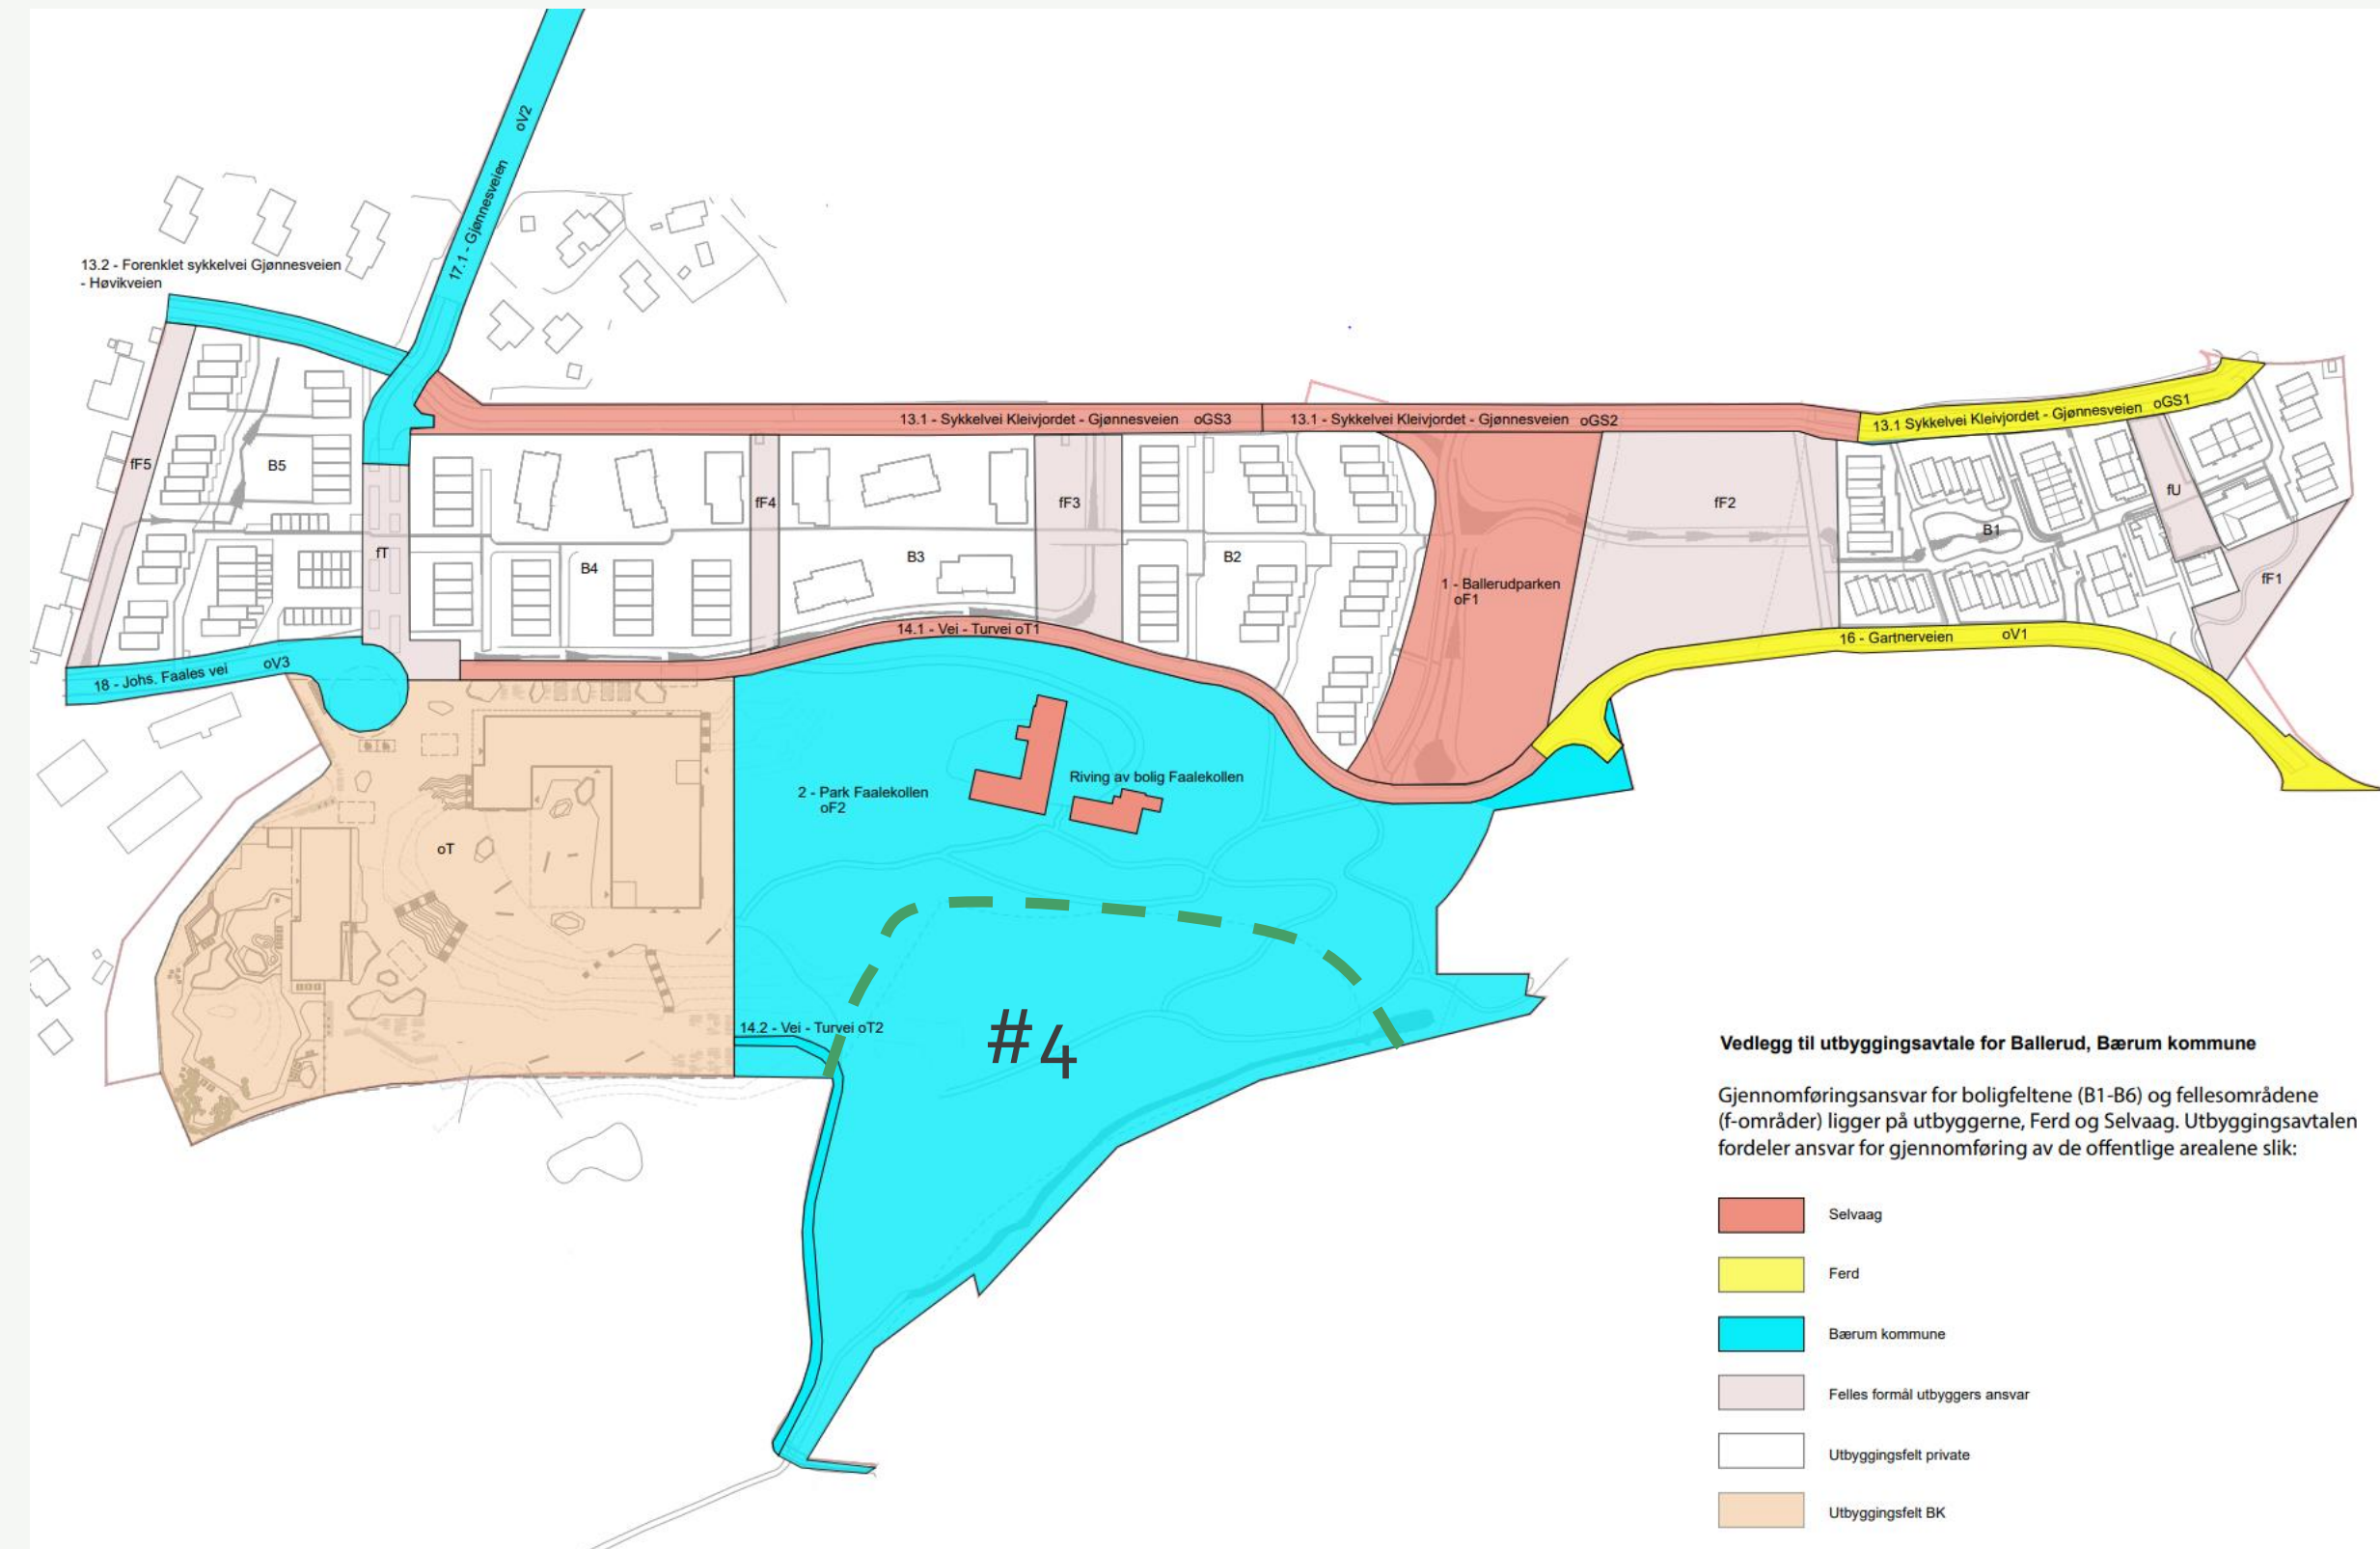 oV2
17.1 - Gjønnesveien
13.2 - Forenklet sykkelvei Gjønnesveien
- Høvikveien
13.1 - Sykkelvei Kleivjordet - Gjønnesveien oGS3
13.1 - Sykkelvei Kleivjordet - Gjønnesveien oGS2
13.1 Sykkelvei Kleivjordet - Gjønnesveien oGS1
fF5
B5
fT
B4
fF4
B3
fF3
B2
1 - Ballerudparken
oF1
fF2
B1
fU
fF1
14.1 - Vei - Turvei oT1
16 - Gartnerveien oV1
18 - Johs. Faales vei oV3
2 - Park Faalekollen
oF2
Riving av bolig Faalekollen
oT
14.2 - Vei - Turvei oT2
#4
Vedlegg til utbyggingsavtale for Ballerud, Bærum kommune
Gjennomføringsansvar for boligfeltene (B1-B6) og fellesområdene
(f-områder) ligger på utbyggerne, Ferd og Selvaag. Utbyggingsavtalen
fordeler ansvar for gjennomføring av de offentlige arealene slik:
Selvaag
Ferd
Bærum kommune
Felles formål utbyggers ansvar
Utbyggingsfelt private
Utbyggingsfelt BK